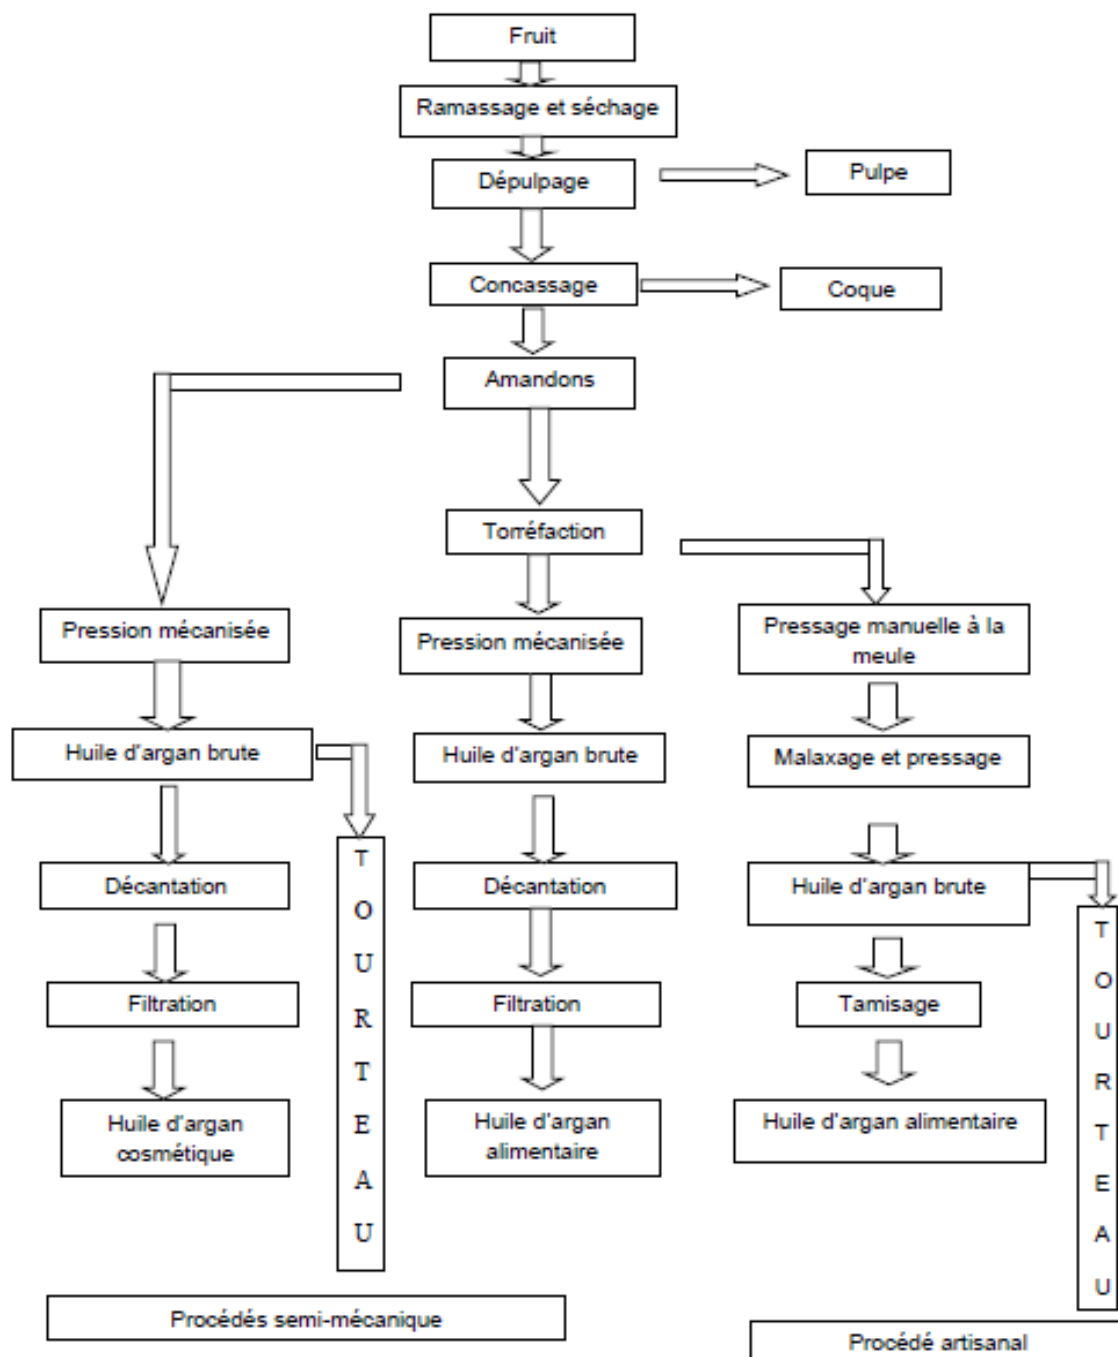 Fruit
Ramassage et séchage
Dépulpage
Pulpe
Concassage
Coque
Amandons
Torréfaction
Pression mécanisée
Huile d'argan brute
Décantation
Filtration
Huile d'argan
cosmétique
TOURTEAU
Pression mécanisée
Huile d'argan brute
Décantation
Filtration
Huile d'argan
alimentaire
Pressage manuelle à la
meule
Malaxage et pressage
Huile d'argan brute
Tamisage
Huile d'argan alimentaire
TOURTEAU
Procédés semi-mécanique
Procédé artisanal